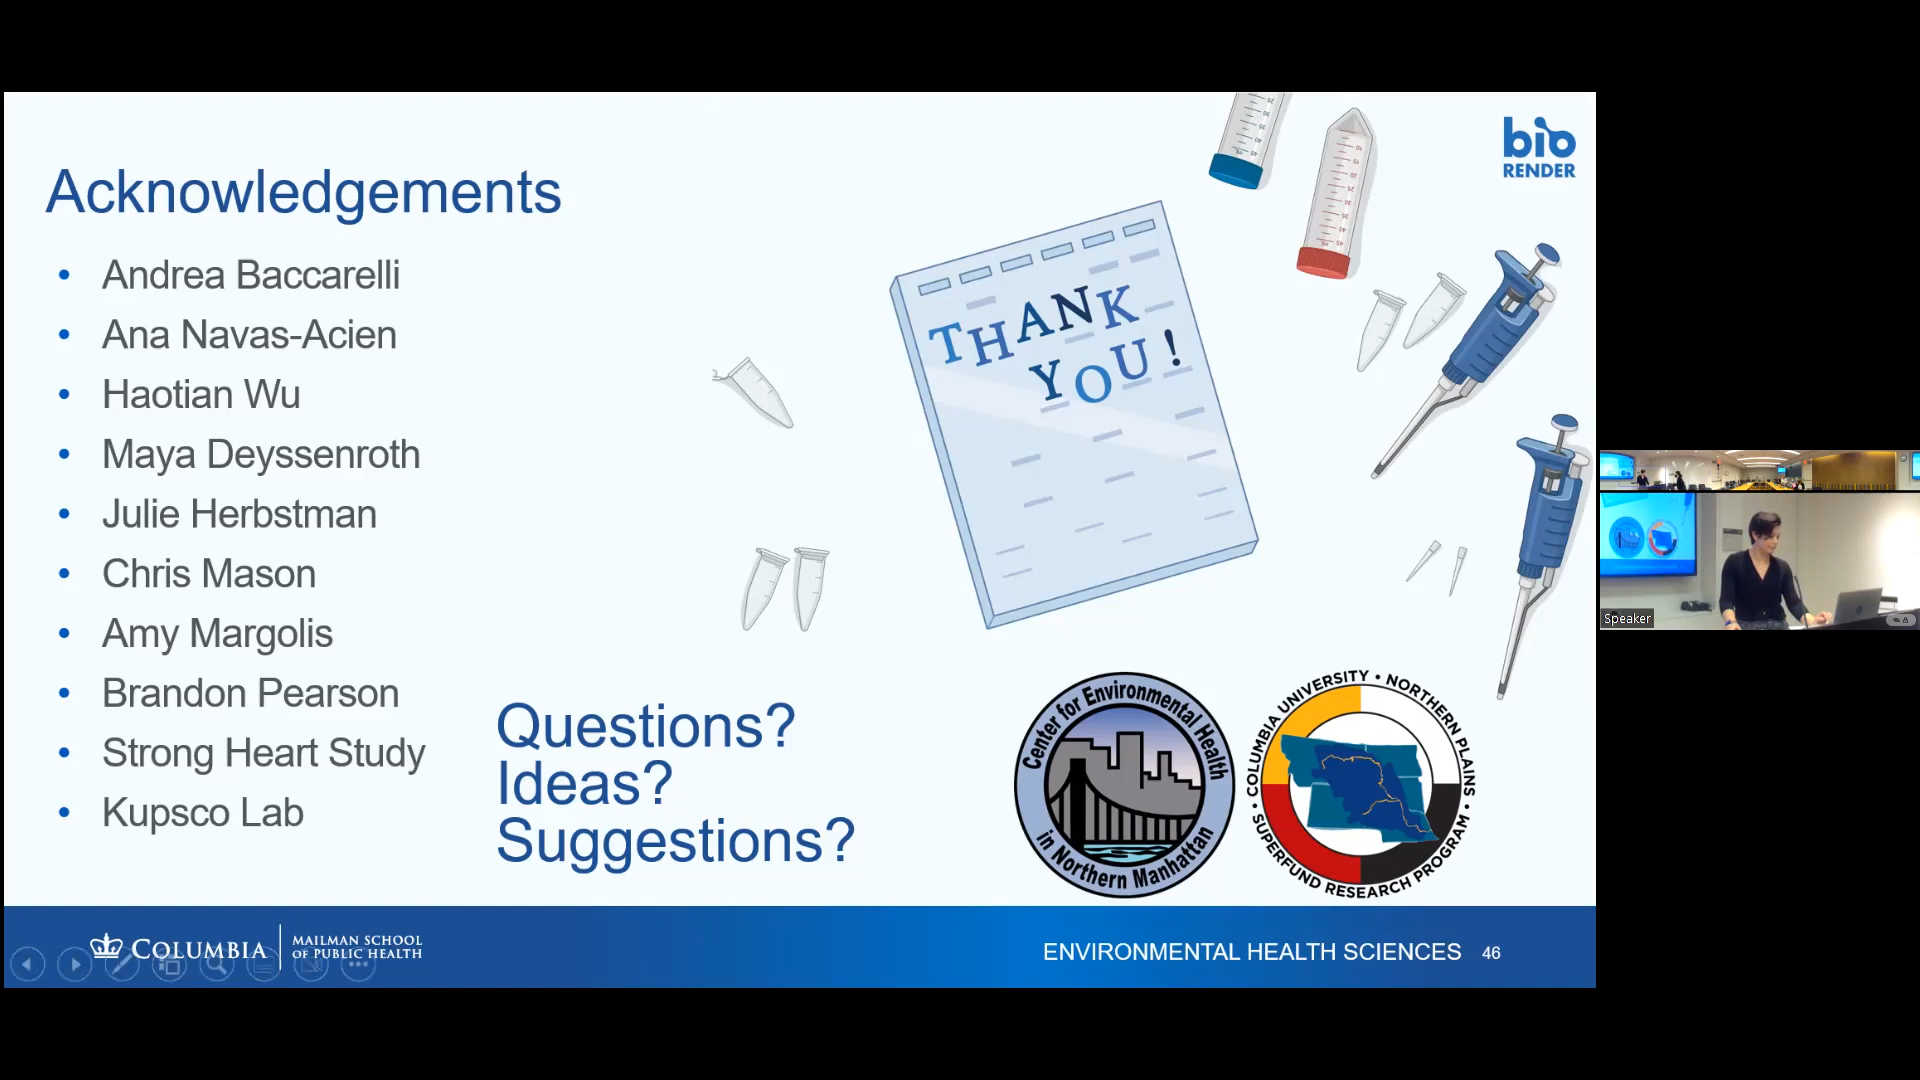 bio
RENDER
Acknowledgements
• Andrea Baccarelli
• Ana Navas-Acien
• Haotian Wu
• Maya Deyssenroth
• Julie Herbstman
• Chris Mason
• Amy Margolis
• Brandon Pearson
• Strong Heart Study
• Kupsco Lab
THANK
YOU!
Questions?
Ideas?
Suggestions?
Center for Environmental Health
in Northern Manhattan
COLUMBIA UNIVERSITY • NORTHERN PLAINS
• SUPERFUND RESEARCH PROGRAM •
COLUMBIA
MAILMAN SCHOOL
OF PUBLIC HEALTH
ENVIRONMENTAL HEALTH SCIENCES 46
Speaker